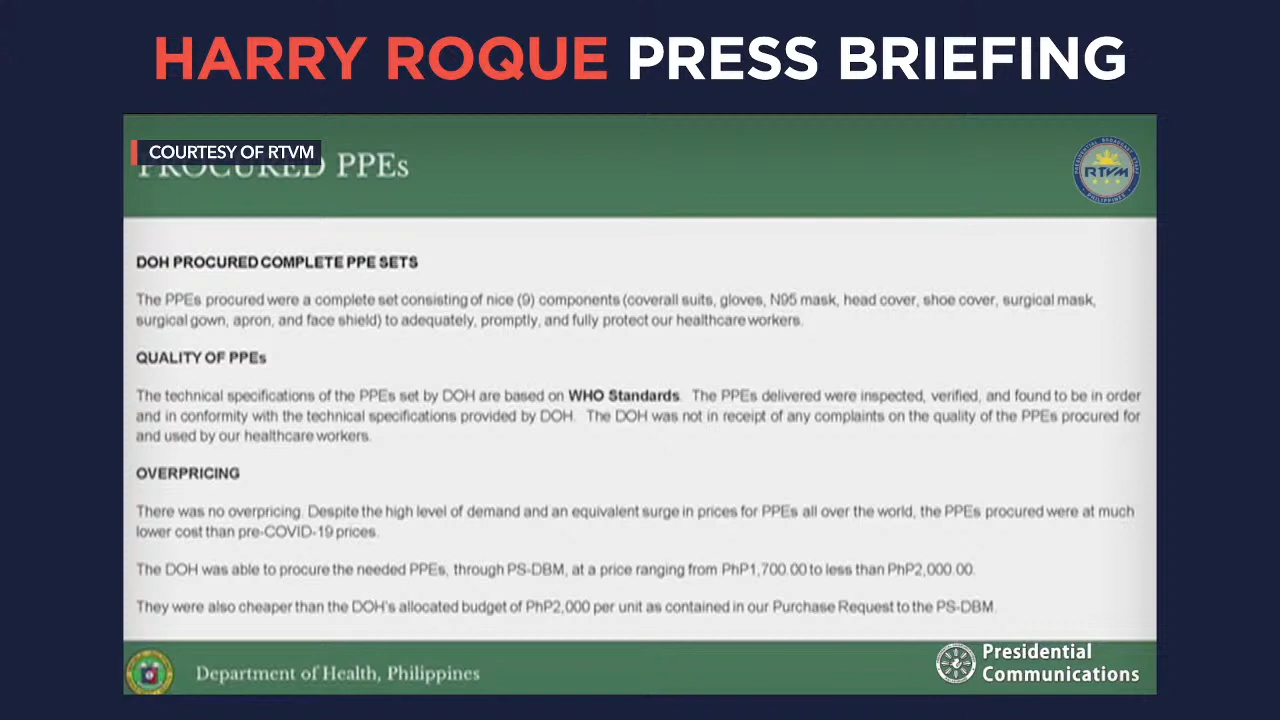 HARRY ROQUE PRESS BRIEFING
COURTESY OF RTVM
PROCURED PPEs
RTVM
DOH PROCURED COMPLETE PPE SETS
The PPEs procured were a complete set consisting of nice (9) components (coverall suits, gloves, N95 mask, head cover, shoe cover, surgical mask,
surgical gown, apron, and face shield) to adequately, promptly, and fully protect our healthcare workers.
QUALITY OF PPEs
The technical specifications of the PPEs set by DOH are based on WHO Standards. The PPEs delivered were inspected, verified, and found to be in order
and in conformity with the technical specifications provided by DOH. The DOH was not in receipt of any complaints on the quality of the PPEs procured for
and used by our healthcare workers.
OVERPRICING
There was no overpricing. Despite the high level of demand and an equivalent surge in prices for PPEs all over the world, the PPEs procured were at much
lower cost than pre-COVID-19 prices.
The DOH was able to procure the needed PPEs, through PS-DBM, at a price ranging from PhP1,700.00 to less than PhP2,000.00.
They were also cheaper than the DOH's allocated budget of PhP2,000 per unit as contained in our Purchase Request to the PS-DBM.
Department of Health, Philippines
Presidential
Communications